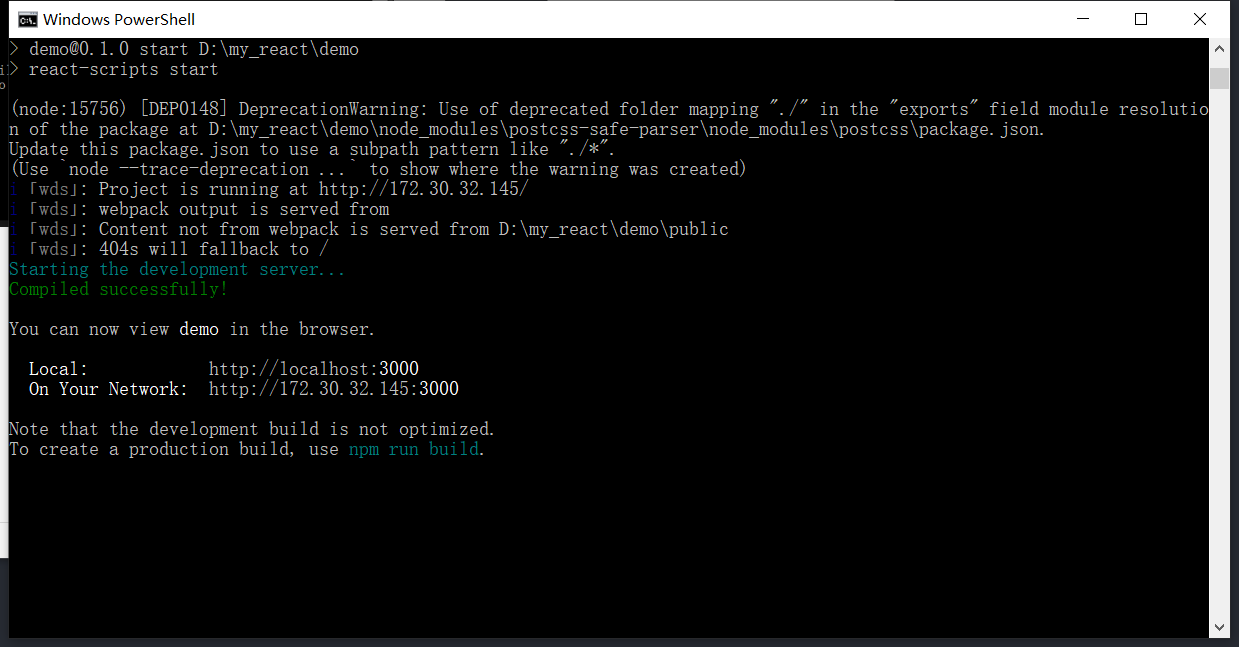 Windows PowerShell
> demo@0.1.0 start D:\my_react\demo
> react-scripts start
(node:15756) [DEP0148] DeprecationWarning: Use of deprecated folder mapping "./" in the "exports" field module resolutio
n of the package at D:\my_react\demo\node_modules\postcss-safe-parser\node_modules\postcss\package.json.
Update this package.json to use a subpath pattern like "./*".
(Use `node --trace-deprecation ...` to show where the warning was created)
i 「wds」: Project is running at http://172.30.32.145/
i 「wds」: webpack output is served from
i 「wds」: Content not from webpack is served from D:\my_react\demo\public
i 「wds」: 404s will fallback to /
Starting the development server...
Compiled successfully!
You can now view demo in the browser.
Local: http://localhost:3000
On Your Network: http://172.30.32.145:3000
Note that the development build is not optimized.
To create a production build, use npm run build.